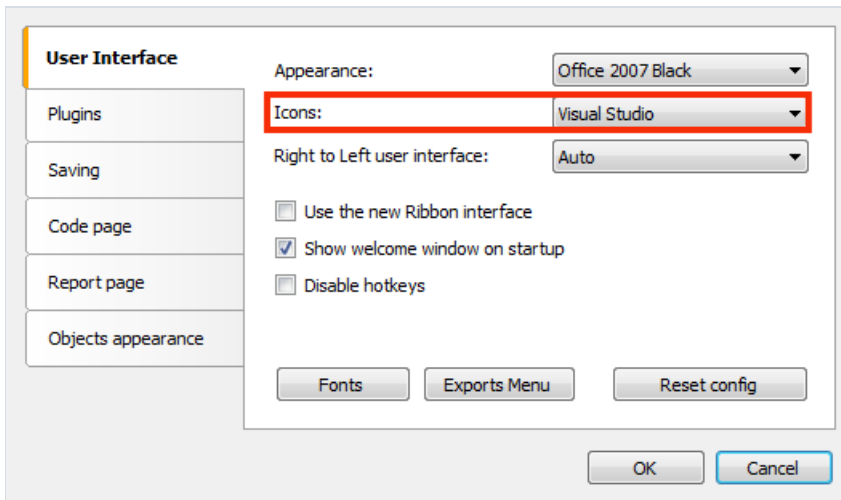 User Interface
Plugins
Saving
Code page
Report page
Objects appearance
Appearance: Office 2007 Black
Icons: Visual Studio
Right to Left user interface: Auto
Use the new Ribbon interface
Show welcome window on startup
Disable hotkeys
Fonts Exports Menu Reset config
OK Cancel